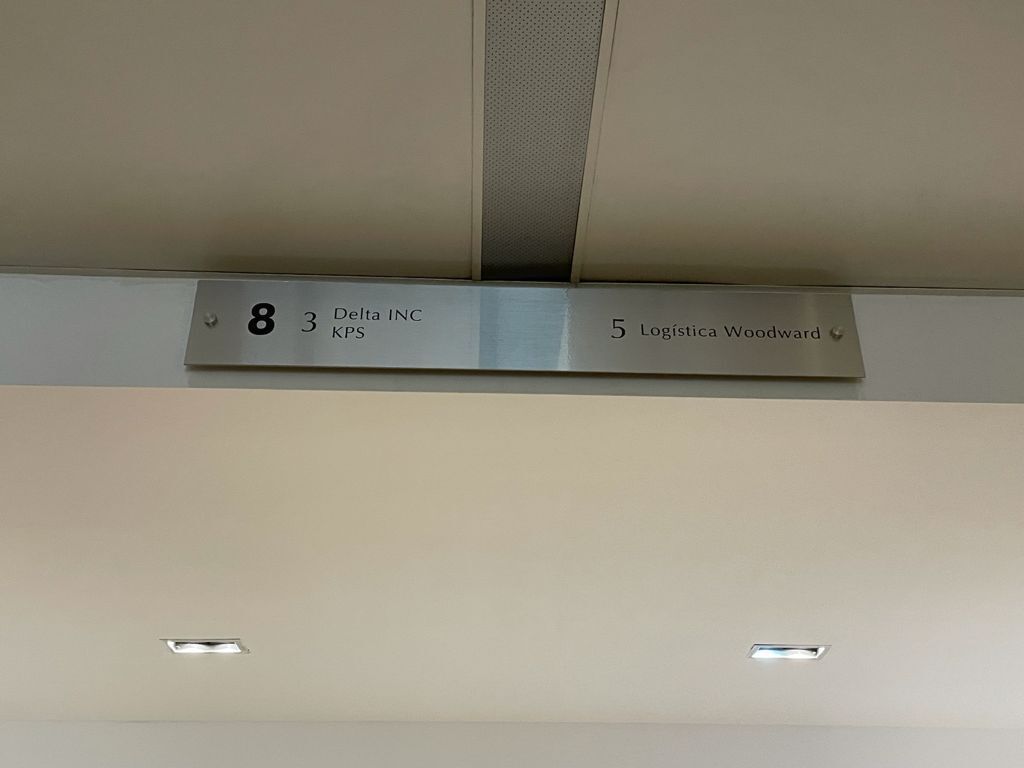 8 3 Delta INC
KPS
5 Logística Woodward